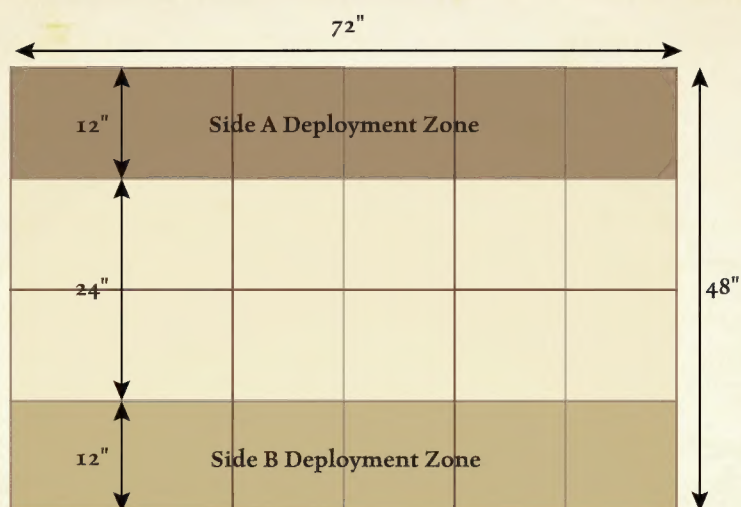 72"
12"
Side A Deployment Zone
24"
48"
12"
Side B Deployment Zone